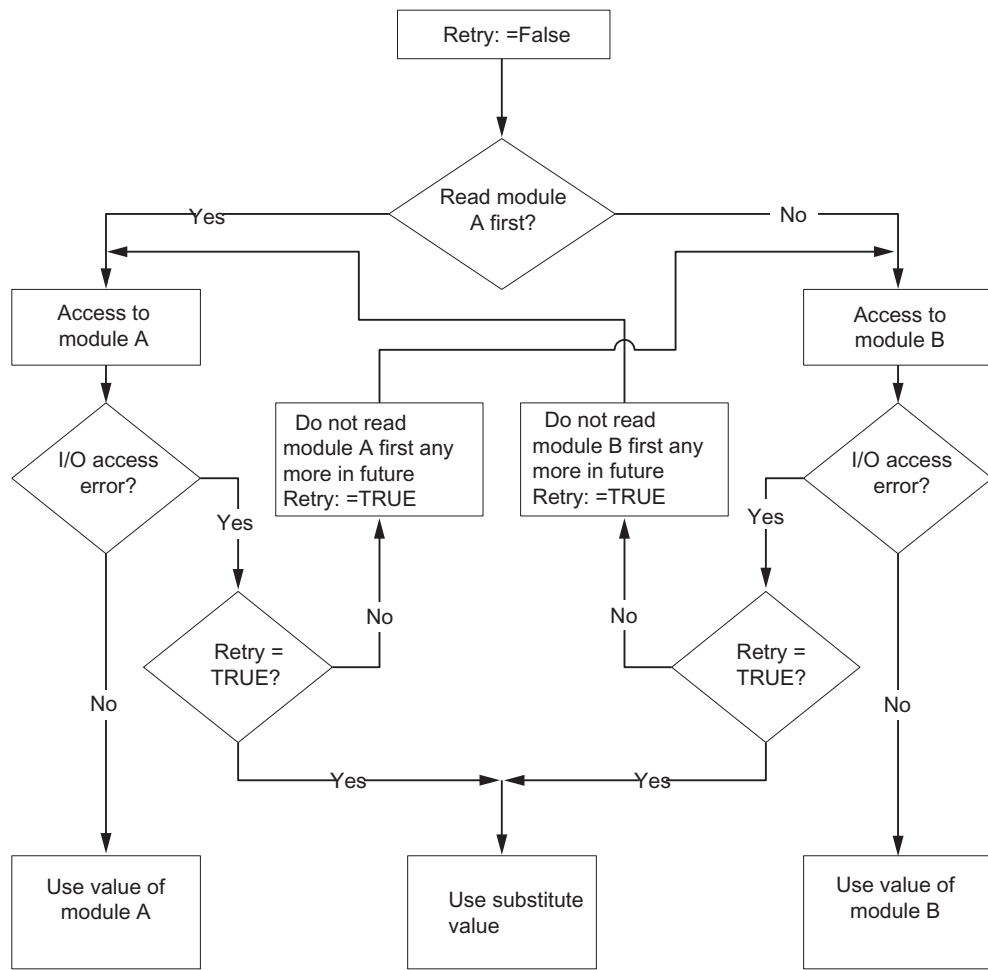 Retry: =False
Read module
A first?
Yes
No
Access to
module A
Access to
module B
Do not read
module A first any
more in future
Retry: =TRUE
Do not read
module B first any
more in future
Retry: =TRUE
I/O access
error?
I/O access
error?
Yes
Yes
No
No
Retry =
TRUE?
Retry =
TRUE?
No
No
Yes
Yes
Use value of
module A
Use substitute
value
Use value of
module B